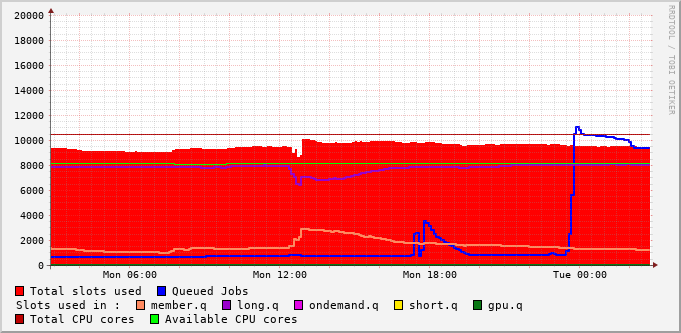 20000
18000
16000
14000
12000
10000
8000
6000
4000
2000
0
Mon 06:00 Mon 12:00 Mon 18:00 Tue 00:00
Total slots used Queued Jobs
Slots used in : member.q long.q ondemand.q short.q gpu.q
Total CPU cores Available CPU cores
RRDTOOL / TOBI OETIKER